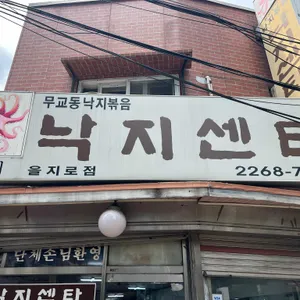 무교동 낙지볶음
낙지센타
을지로점
2268-7
단체손님환영
낙지센타